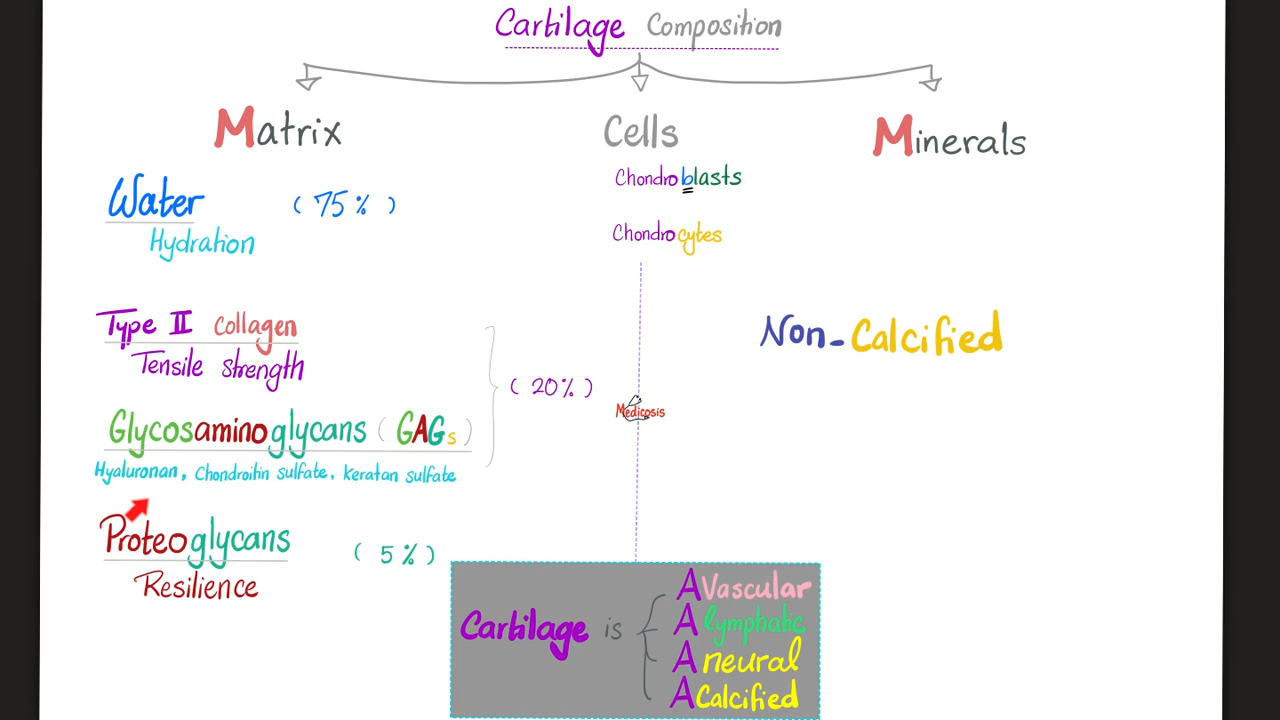 Cartilage Composition
Matrix
Cells
Minerals
Water (75%)
Hydration
Chondroblasts
Chondrocytes
Type II Collagen
Tensile Strength
Glycosaminoglycans (GAGs)
Hyaluronan, Chondroitin sulfate, Keratan sulfate
(20%)
Proteoglycans (5%)
Resilience
Non-Calcified
Medicosis
Cartilage is
AVascular
Alymphatic
Aneural
ACalcified